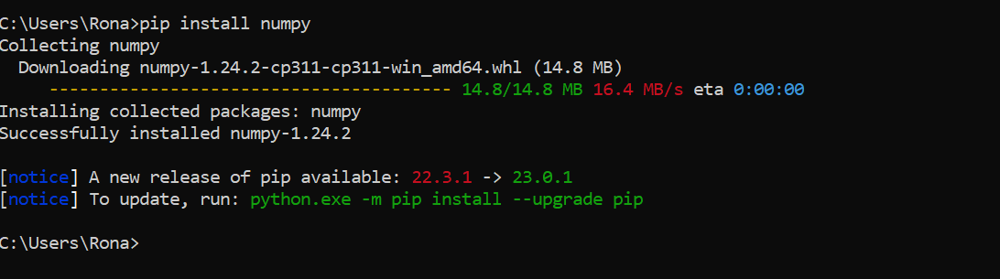 C:\Users\Rona>pip install numpy
Collecting numpy
  Downloading numpy-1.24.2-cp311-cp311-win_amd64.whl (14.8 MB)
     ---------------------------------------- 14.8/14.8 MB 16.4 MB/s eta 0:00:00
Installing collected packages: numpy
Successfully installed numpy-1.24.2

[notice] A new release of pip available: 22.3.1 -> 23.0.1
[notice] To update, run: python.exe -m pip install --upgrade pip

C:\Users\Rona>